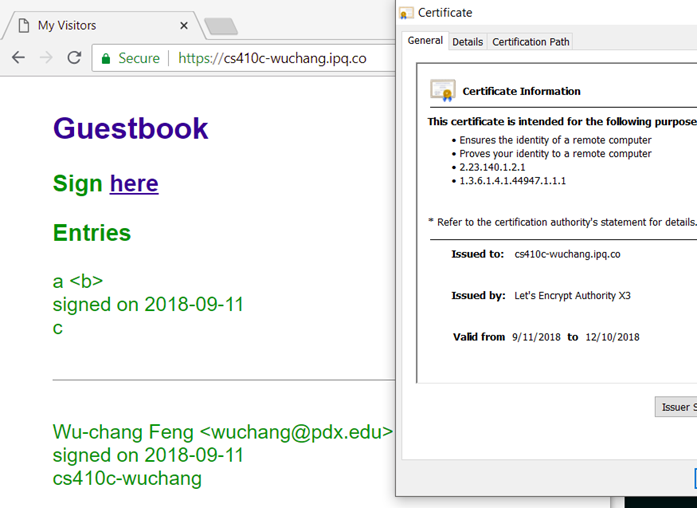 My Visitors
Secure
https://cs410c-wuchang.ipq.co
Guestbook
Sign here
Entries
a <b>
signed on 2018-09-11
c
Wu-chang Feng <wuchang@pdx.edu>
signed on 2018-09-11
cs410c-wuchang
Certificate
General
Details
Certification Path
Certificate Information
This certificate is intended for the following purpose
• Ensures the identity of a remote computer
• Proves your identity to a remote computer
• 2.23.140.1.2.1
• 1.3.6.1.4.1.44947.1.1.1
* Refer to the certification authority's statement for details.
Issued to: cs410c-wuchang.ipq.co
Issued by: Let's Encrypt Authority X3
Valid from 9/11/2018 to 12/10/2018
Issuer S